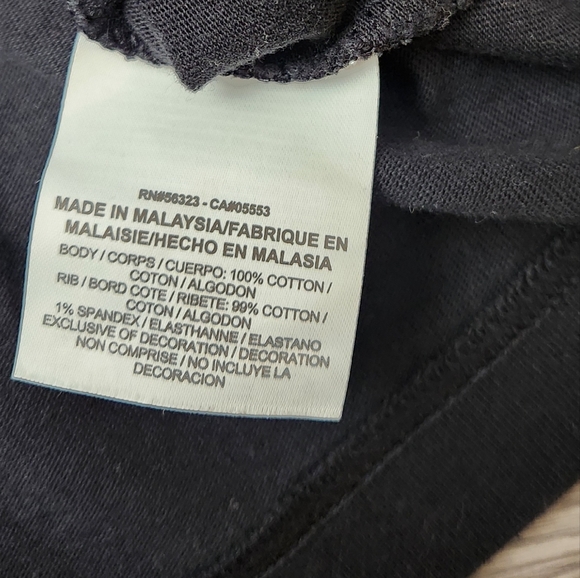 RN#56323 - CA#05553
MADE IN MALAYSIA/FABRIQUE EN
MALAISIE/HECHO EN MALASIA
BODY / CORPS / CUERPO: 100% COTTON /
COTON / ALGODON
RIB / BORD COTE / RIBETE: 99% COTTON /
COTON / ALGODON
1% SPANDEX / ELASTHANNE / ELASTANO
EXCLUSIVE OF DECORATION / DECORATION
NON COMPRISE / NO INCLUYE LA
DECORACION